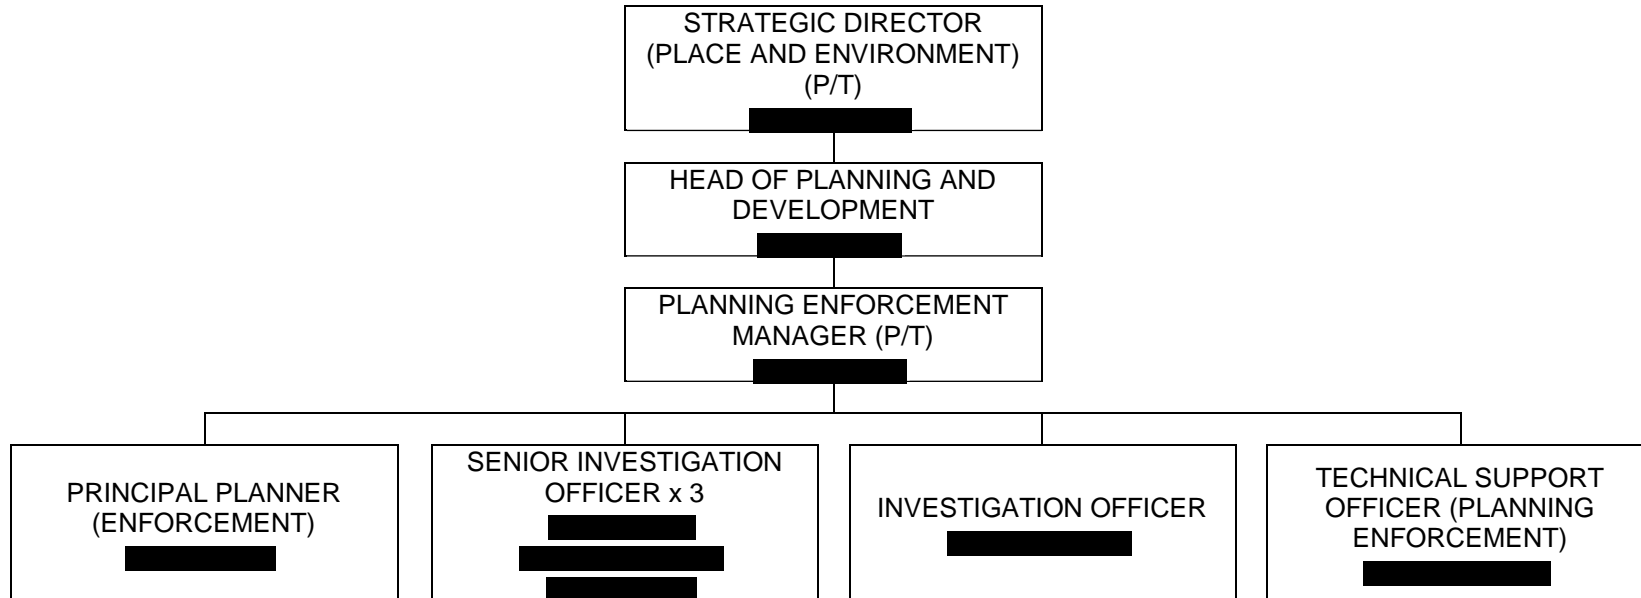 STRATEGIC DIRECTOR
(PLACE AND ENVIRONMENT)
(P/T)
HEAD OF PLANNING AND
DEVELOPMENT
PLANNING ENFORCEMENT
MANAGER (P/T)
PRINCIPAL PLANNER
(ENFORCEMENT)
SENIOR INVESTIGATION
OFFICER x 3
INVESTIGATION OFFICER
TECHNICAL SUPPORT
OFFICER (PLANNING
ENFORCEMENT)